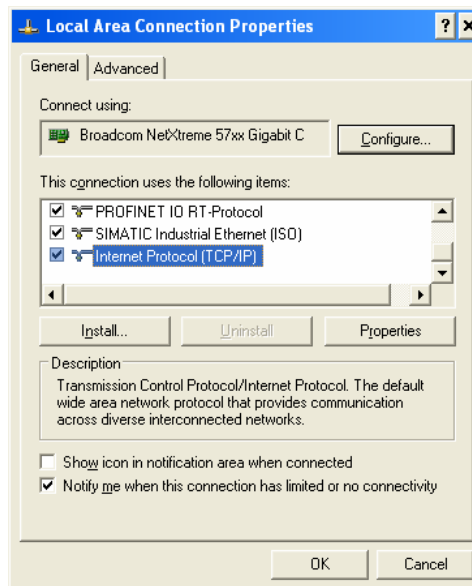 Local Area Connection Properties
General Advanced
Connect using:
Broadcom NetXtreme 57xx Gigabit C
Configure...
This connection uses the following items:
PROFINET IO RT-Protocol
SIMATIC Industrial Ethernet (ISO)
Internet Protocol (TCP/IP)
Install... Uninstall Properties
Description
Transmission Control Protocol/Internet Protocol. The default
wide area network protocol that provides communication
across diverse interconnected networks.
Show icon in notification area when connected
Notify me when this connection has limited or no connectivity
OK Cancel